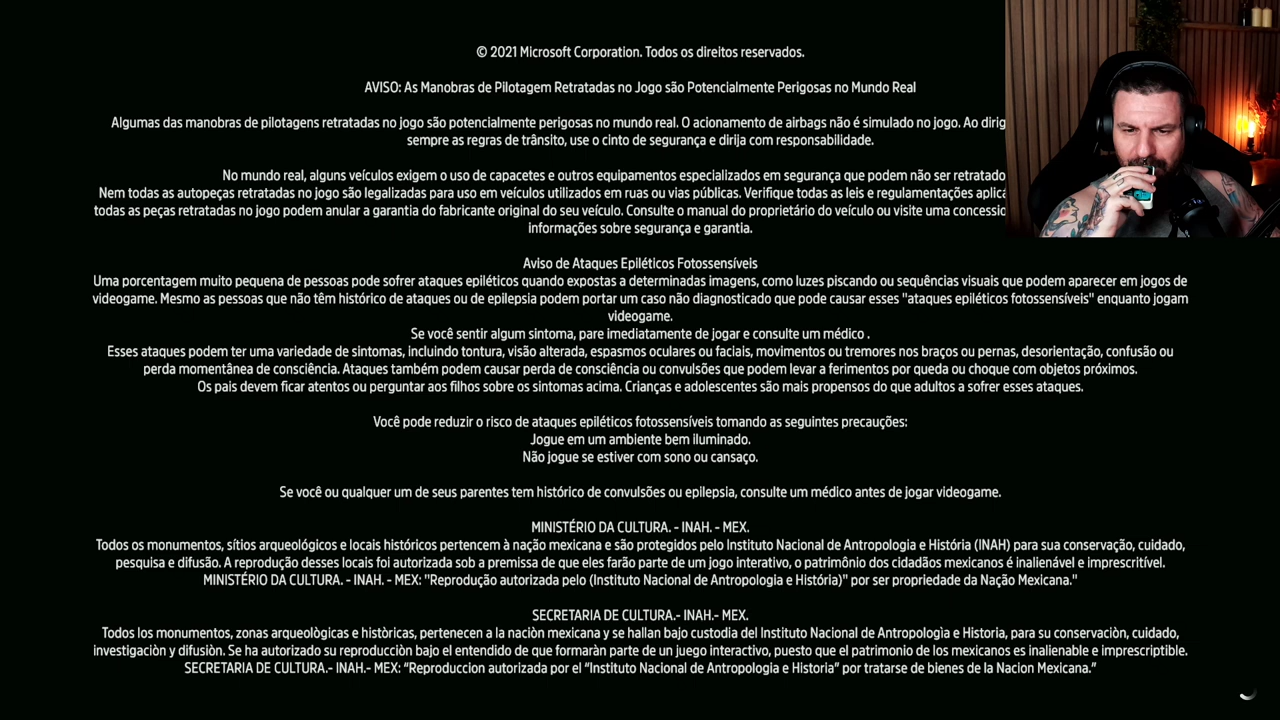 © 2021 Microsoft Corporation. Todos os direitos reservados.
AVISO: As Manobras de Pilotagem Retratadas no Jogo são Potencialmente Perigosas no Mundo Real
Algumas das manobras de pilotagens retratadas no jogo são potencialmente perigosas no mundo real. O acionamento de airbags não é simulado no jogo. Ao
sempre as regras de trânsito, use o cinto de segurança e dirija com responsabilidade.
No mundo real, alguns veículos exigem o uso de capacetes e outros equipamentos especializados em segurança que podem não ser
Nem todas as autopeças retratadas no jogo são legalizadas para uso em veículos utilizados em ruas ou vias públicas. Verifique todas as leis e regulamentações
todas as peças retratadas no jogo podem anular a garantia do fabricante original do seu veículo. Consulte o manual do proprietário do veículo ou visite uma
informações sobre segurança e garantia.
Aviso de Ataques Epiléticos Fotossensíveis
Uma porcentagem muito pequena de pessoas pode sofrer ataques epiléticos quando expostas a determinadas imagens, como luzes piscando ou sequências visuais que podem aparecer em jogos de
videogame. Mesmo as pessoas que não têm histórico de ataques ou de epilepsia podem portar um caso não diagnosticado que pode causar esses "ataques epiléticos fotossensíveis" enquanto jogam
videogame.
Se você sentir algum sintoma, pare imediatamente de jogar e consulte um médico .
Esses ataques podem ter uma variedade de sintomas, incluindo tontura, visão alterada, espasmos oculares ou faciais, movimentos ou tremores nos braços ou pernas, desorientação, confusão ou
perda momentânea de consciência. Ataques também podem causar perda de consciência ou convulsões que podem levar a ferimentos por queda ou choque com objetos próximos.
Os pais devem ficar atentos ou perguntar aos filhos sobre os sintomas acima. Crianças e adolescentes são mais propensos do que adultos a sofrer esses ataques.
Você pode reduzir o risco de ataques epiléticos fotossensíveis tomando as seguintes precauções:
Jogue em um ambiente bem iluminado.
Não jogue se estiver com sono ou cansaço.
Se você ou qualquer um de seus parentes tem histórico de convulsões ou epilepsia, consulte um médico antes de jogar videogame.
MINISTÉRIO DA CULTURA. - INAH. - MEX.
Todos os monumentos, sítios arqueológicos e locais históricos pertencem à nação mexicana e são protegidos pelo Instituto Nacional de Antropologia e História (INAH) para sua conservação, cuidado,
pesquisa e difusão. A reprodução desses locais foi autorizada sob a premissa de que eles farão parte de um jogo interativo, o patrimônio dos cidadãos mexicanos é inalienável e imprescritível.
MINISTÉRIO DA CULTURA. - INAH. - MEX: "Reprodução autorizada pelo (Instituto Nacional de Antropologia e História)" por ser propriedade da Nação Mexicana."
SECRETARIA DE CULTURA.- INAH.- MEX.
Todos los monumentos, zonas arqueològicas e històricas, pertenecen a la naciòn mexicana y se hallan bajo custodia del Instituto Nacional de Antropologìa e Historia, para su conservaciòn, cuidado,
investigaciòn y difusiòn. Se ha autorizado su reproducciòn bajo el entendido de que formaràn parte de un juego interactivo, puesto que el patrimonio de los mexicanos es inalienable e imprescriptible.
SECRETARIA DE CULTURA.- INAH.- MEX: “Reproduccion autorizada por el “Instituto Nacional de Antropologia e Historia” por tratarse de bienes de la Nacion Mexicana.”